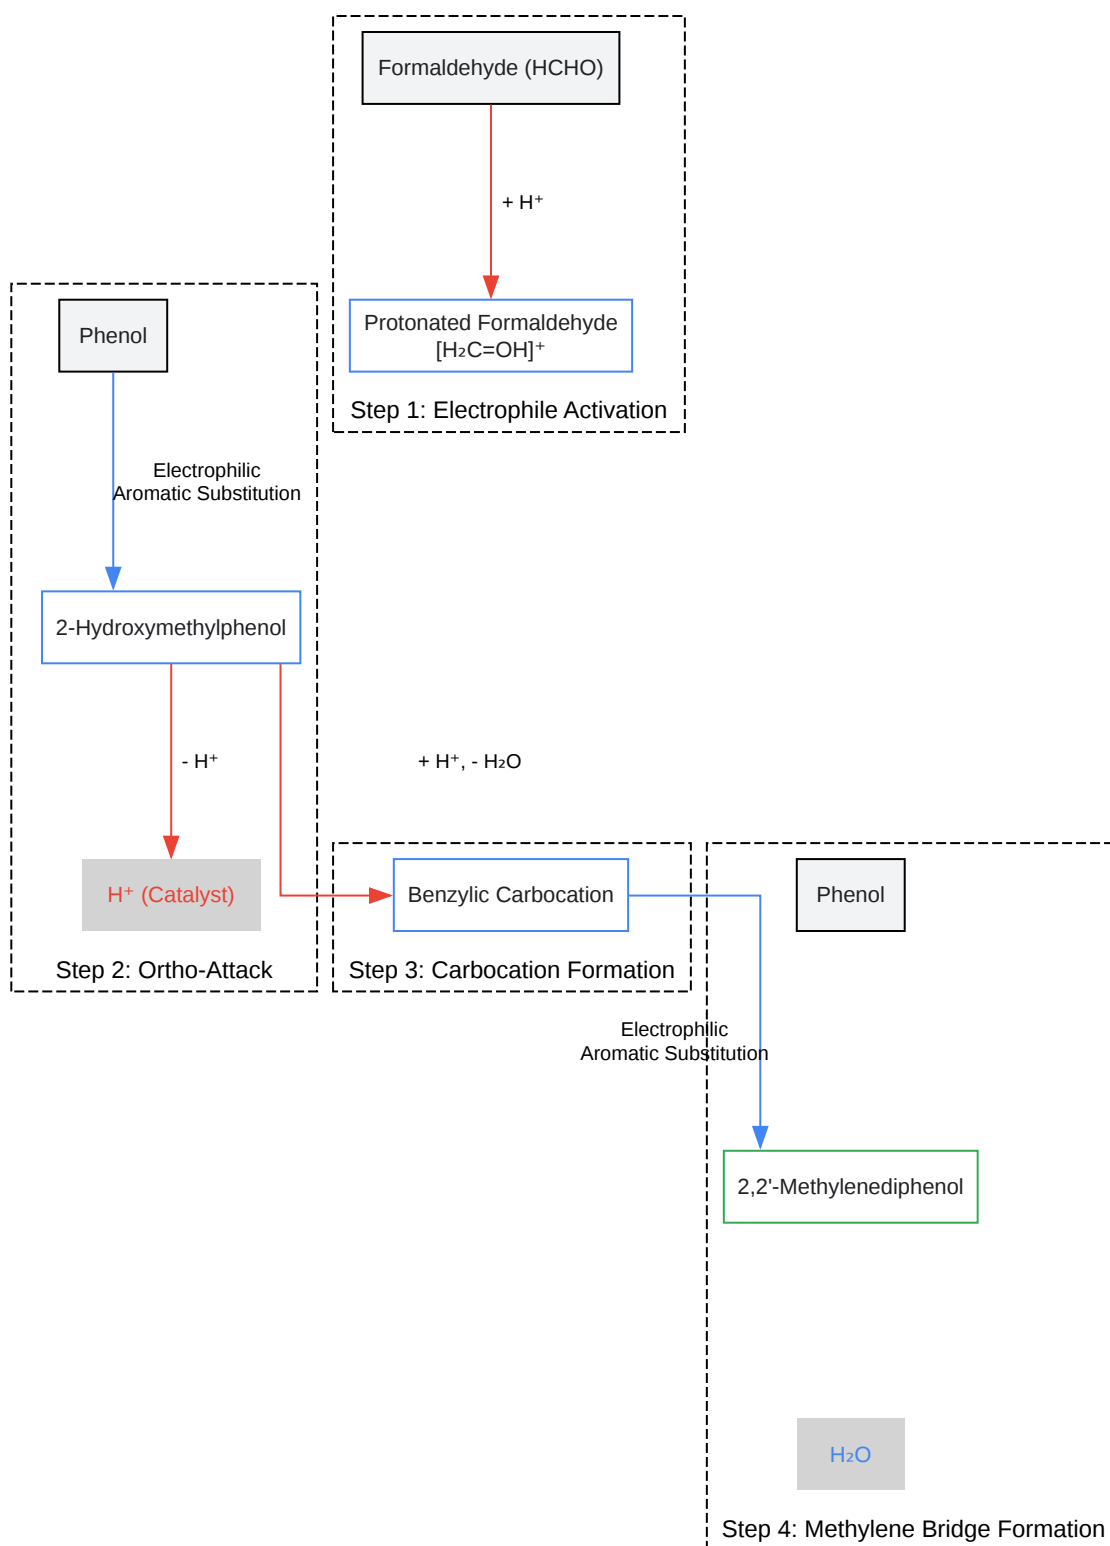 Formaldehyde (HCHO)
+ H⁺
Protonated Formaldehyde
[H₂C=OH]⁺
Step 1: Electrophile Activation
Phenol
Electrophilic
Aromatic Substitution
2-Hydroxymethylphenol
- H⁺
H⁺ (Catalyst)
Step 2: Ortho-Attack
+ H⁺, - H₂O
Benzylic Carbocation
Step 3: Carbocation Formation
Phenol
Electrophilic
Aromatic Substitution
2,2'-Methylenediphenol
H₂O
Step 4: Methylene Bridge Formation